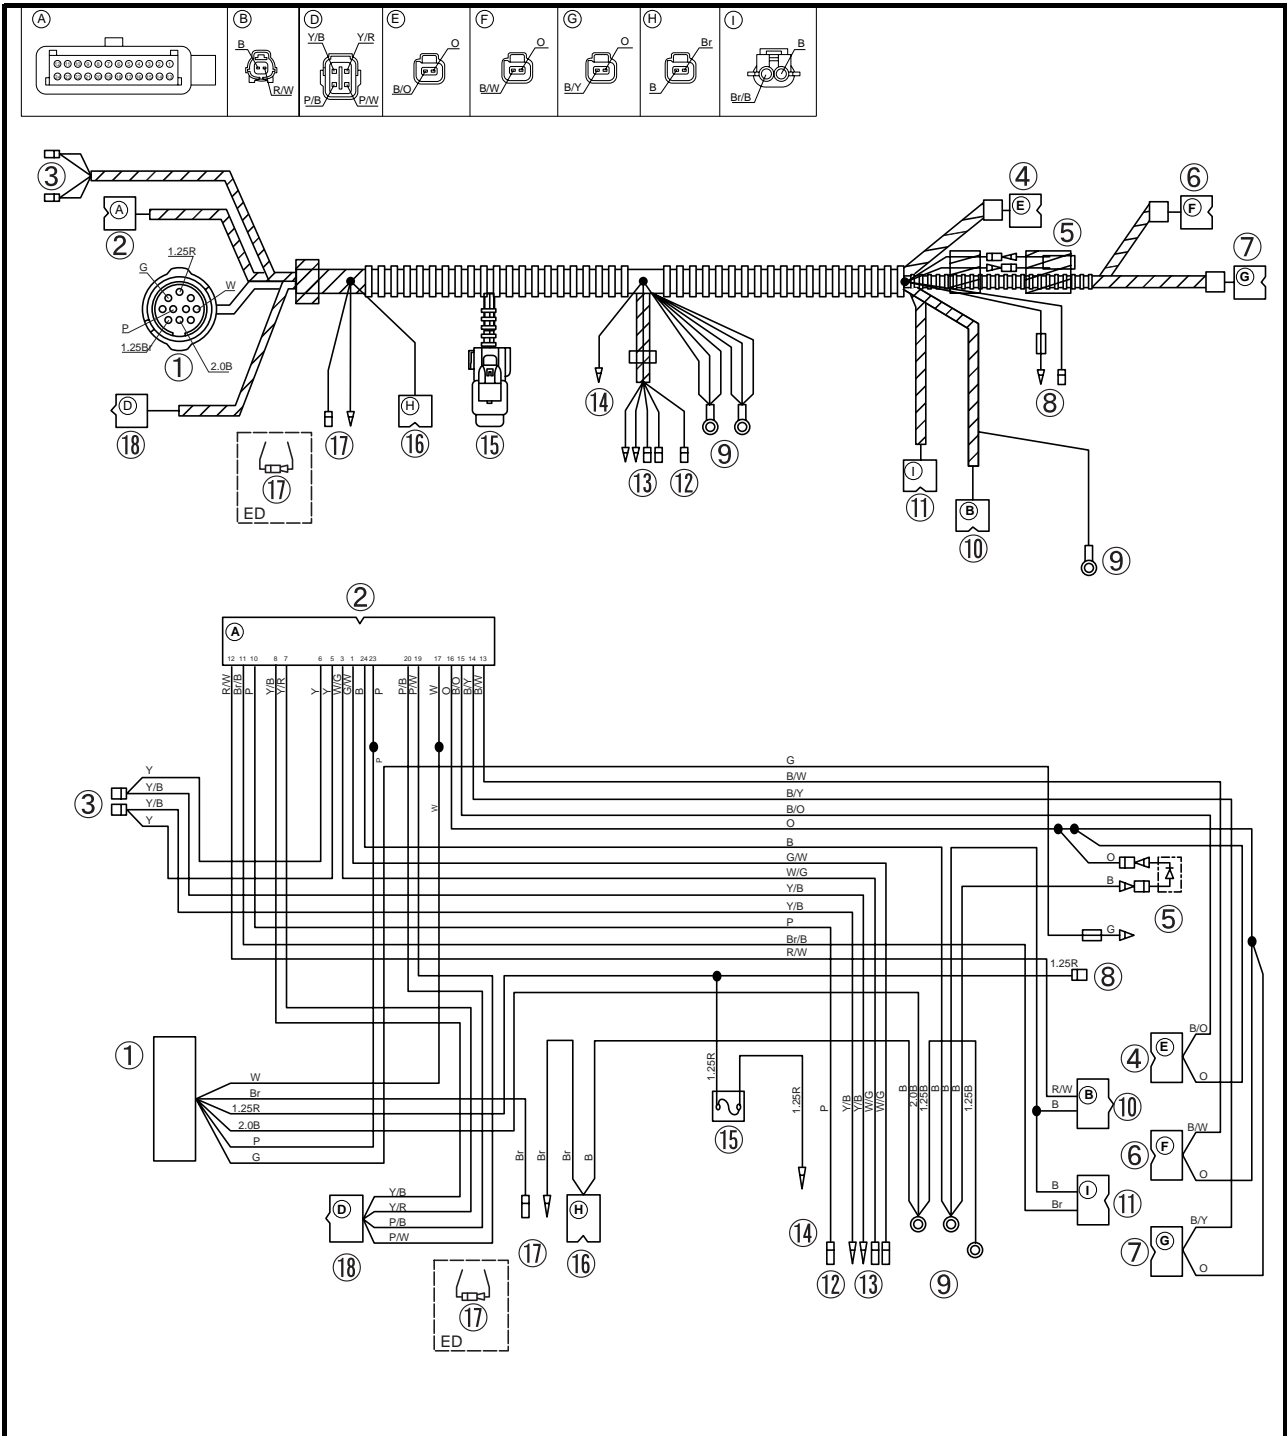 A B D E F G H I
B R/W
Y/B Y/R
P/B P/W
O B/O
O B/W
O B/Y
Br B
B Br/B
3
A
2
1.25R
G W
P
1.25Br 2.0B
1
D
18
17
ED
17
H
16
15
14
13 12
9
4
E
5
6
F
7
G
8
I
11
B
10
9
2
A
12 11 10 8 7 6 5 3 1 24 23 20 19 17 16 15 14 13
R/W Br/B P Y/B Y/R Y Y W/G G/W B P P/B P/W W O B/O B/Y B/W
P
W
3
Y
Y/B
Y/B
Y
G
B/W
B/Y
B/O
O
B
G/W
W/G
Y/B
Y/B
P
Br/B
R/W
O
B
5
G
1.25R
8
1
W
Br
1.25R
2.0B
P
G
D
Y/B
Y/R
P/B
P/W
18
17
ED
Br Br Br B
17
H
16
1.25R
15
1.25R
14
P Y/B Y/B W/G W/G B 2.0B 1.25B B B B 1.25B
12 13 9
R/W
B
B
10
B
Br
I
11
4
E
B/O
O
6
F
B/W
O
7
G
B/Y
O